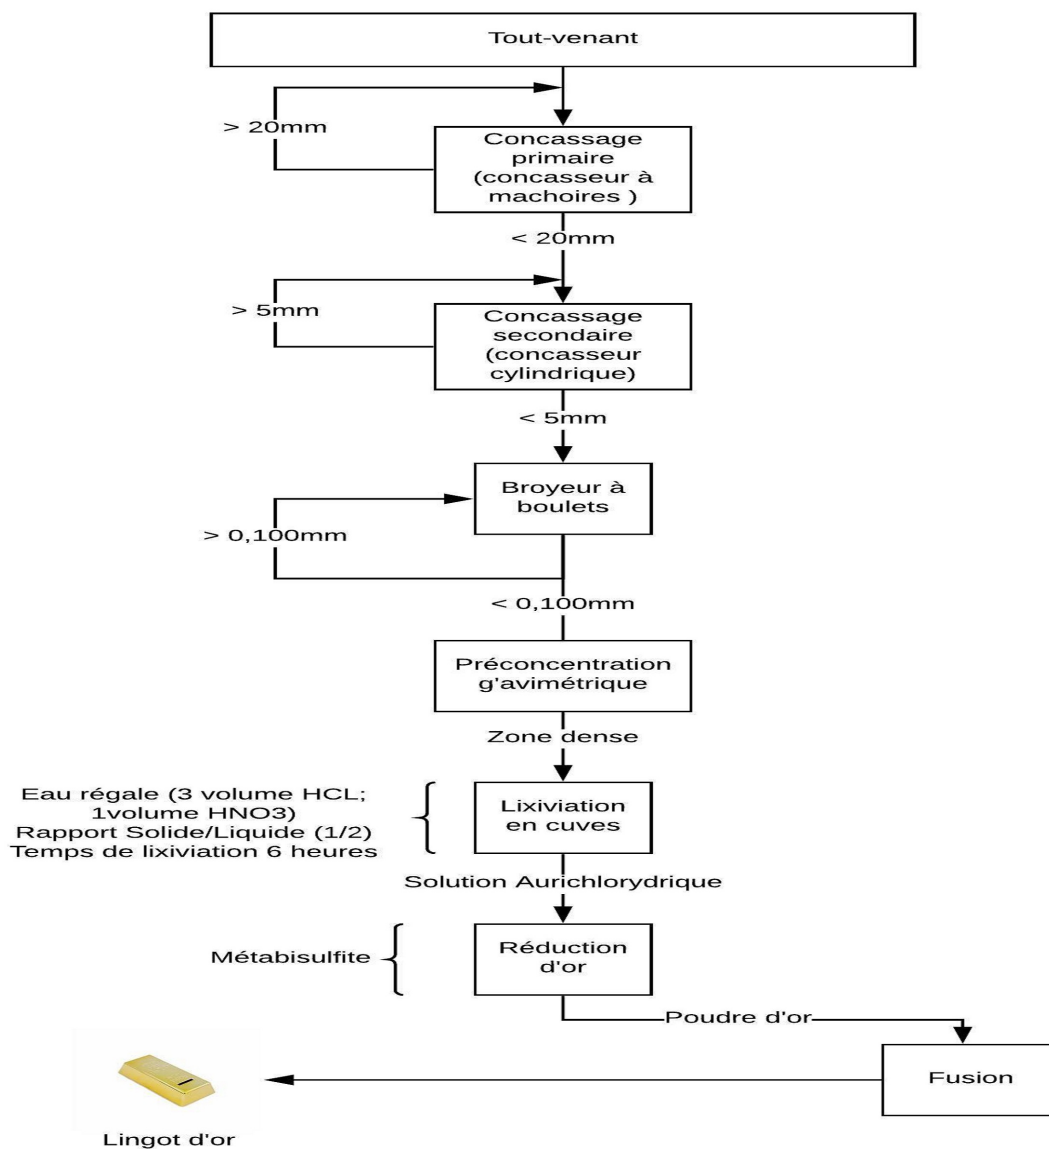 Tout-venant
> 20mm
Concassage
primaire
(concasseur à
machoires )
< 20mm
> 5mm
Concassage
secondaire
(concasseur
cylindrique)
< 5mm
Broyeur à
boulets
> 0,100mm
< 0,100mm
Préconcentration
g'avimétrique
Zone dense
Eau régale (3 volume HCL;
1volume HNO3)
Rapport Solide/Liquide (1/2)
Temps de lixiviation 6 heures
Lixiviation
en cuves
Solution Aurichlorydrique
Métabisulfite
Réduction
d'or
Poudre d'or
Fusion
Lingot d'or